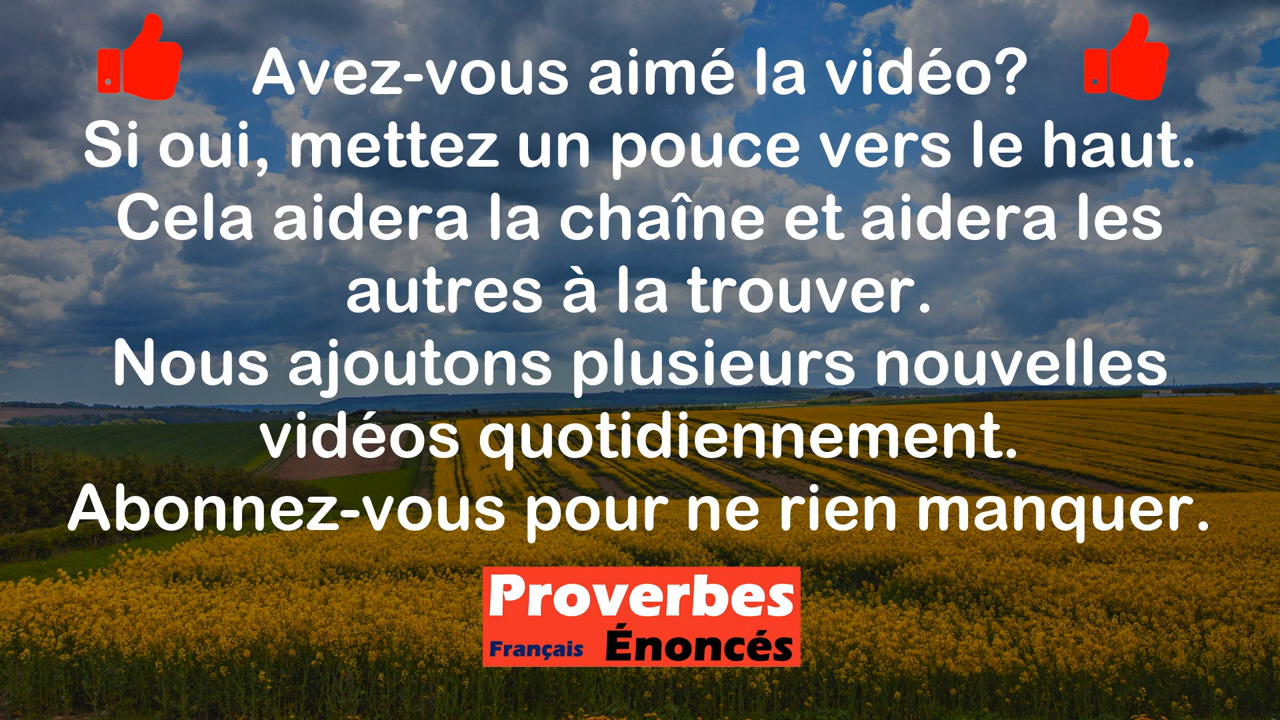 Avez-vous aimé la vidéo?
Si oui, mettez un pouce vers le haut.
Cela aidera la chaîne et aidera les
autres à la trouver.
Nous ajoutons plusieurs nouvelles
vidéos quotidiennement.
Abonnez-vous pour ne rien manquer.
Proverbes
Français Énoncés